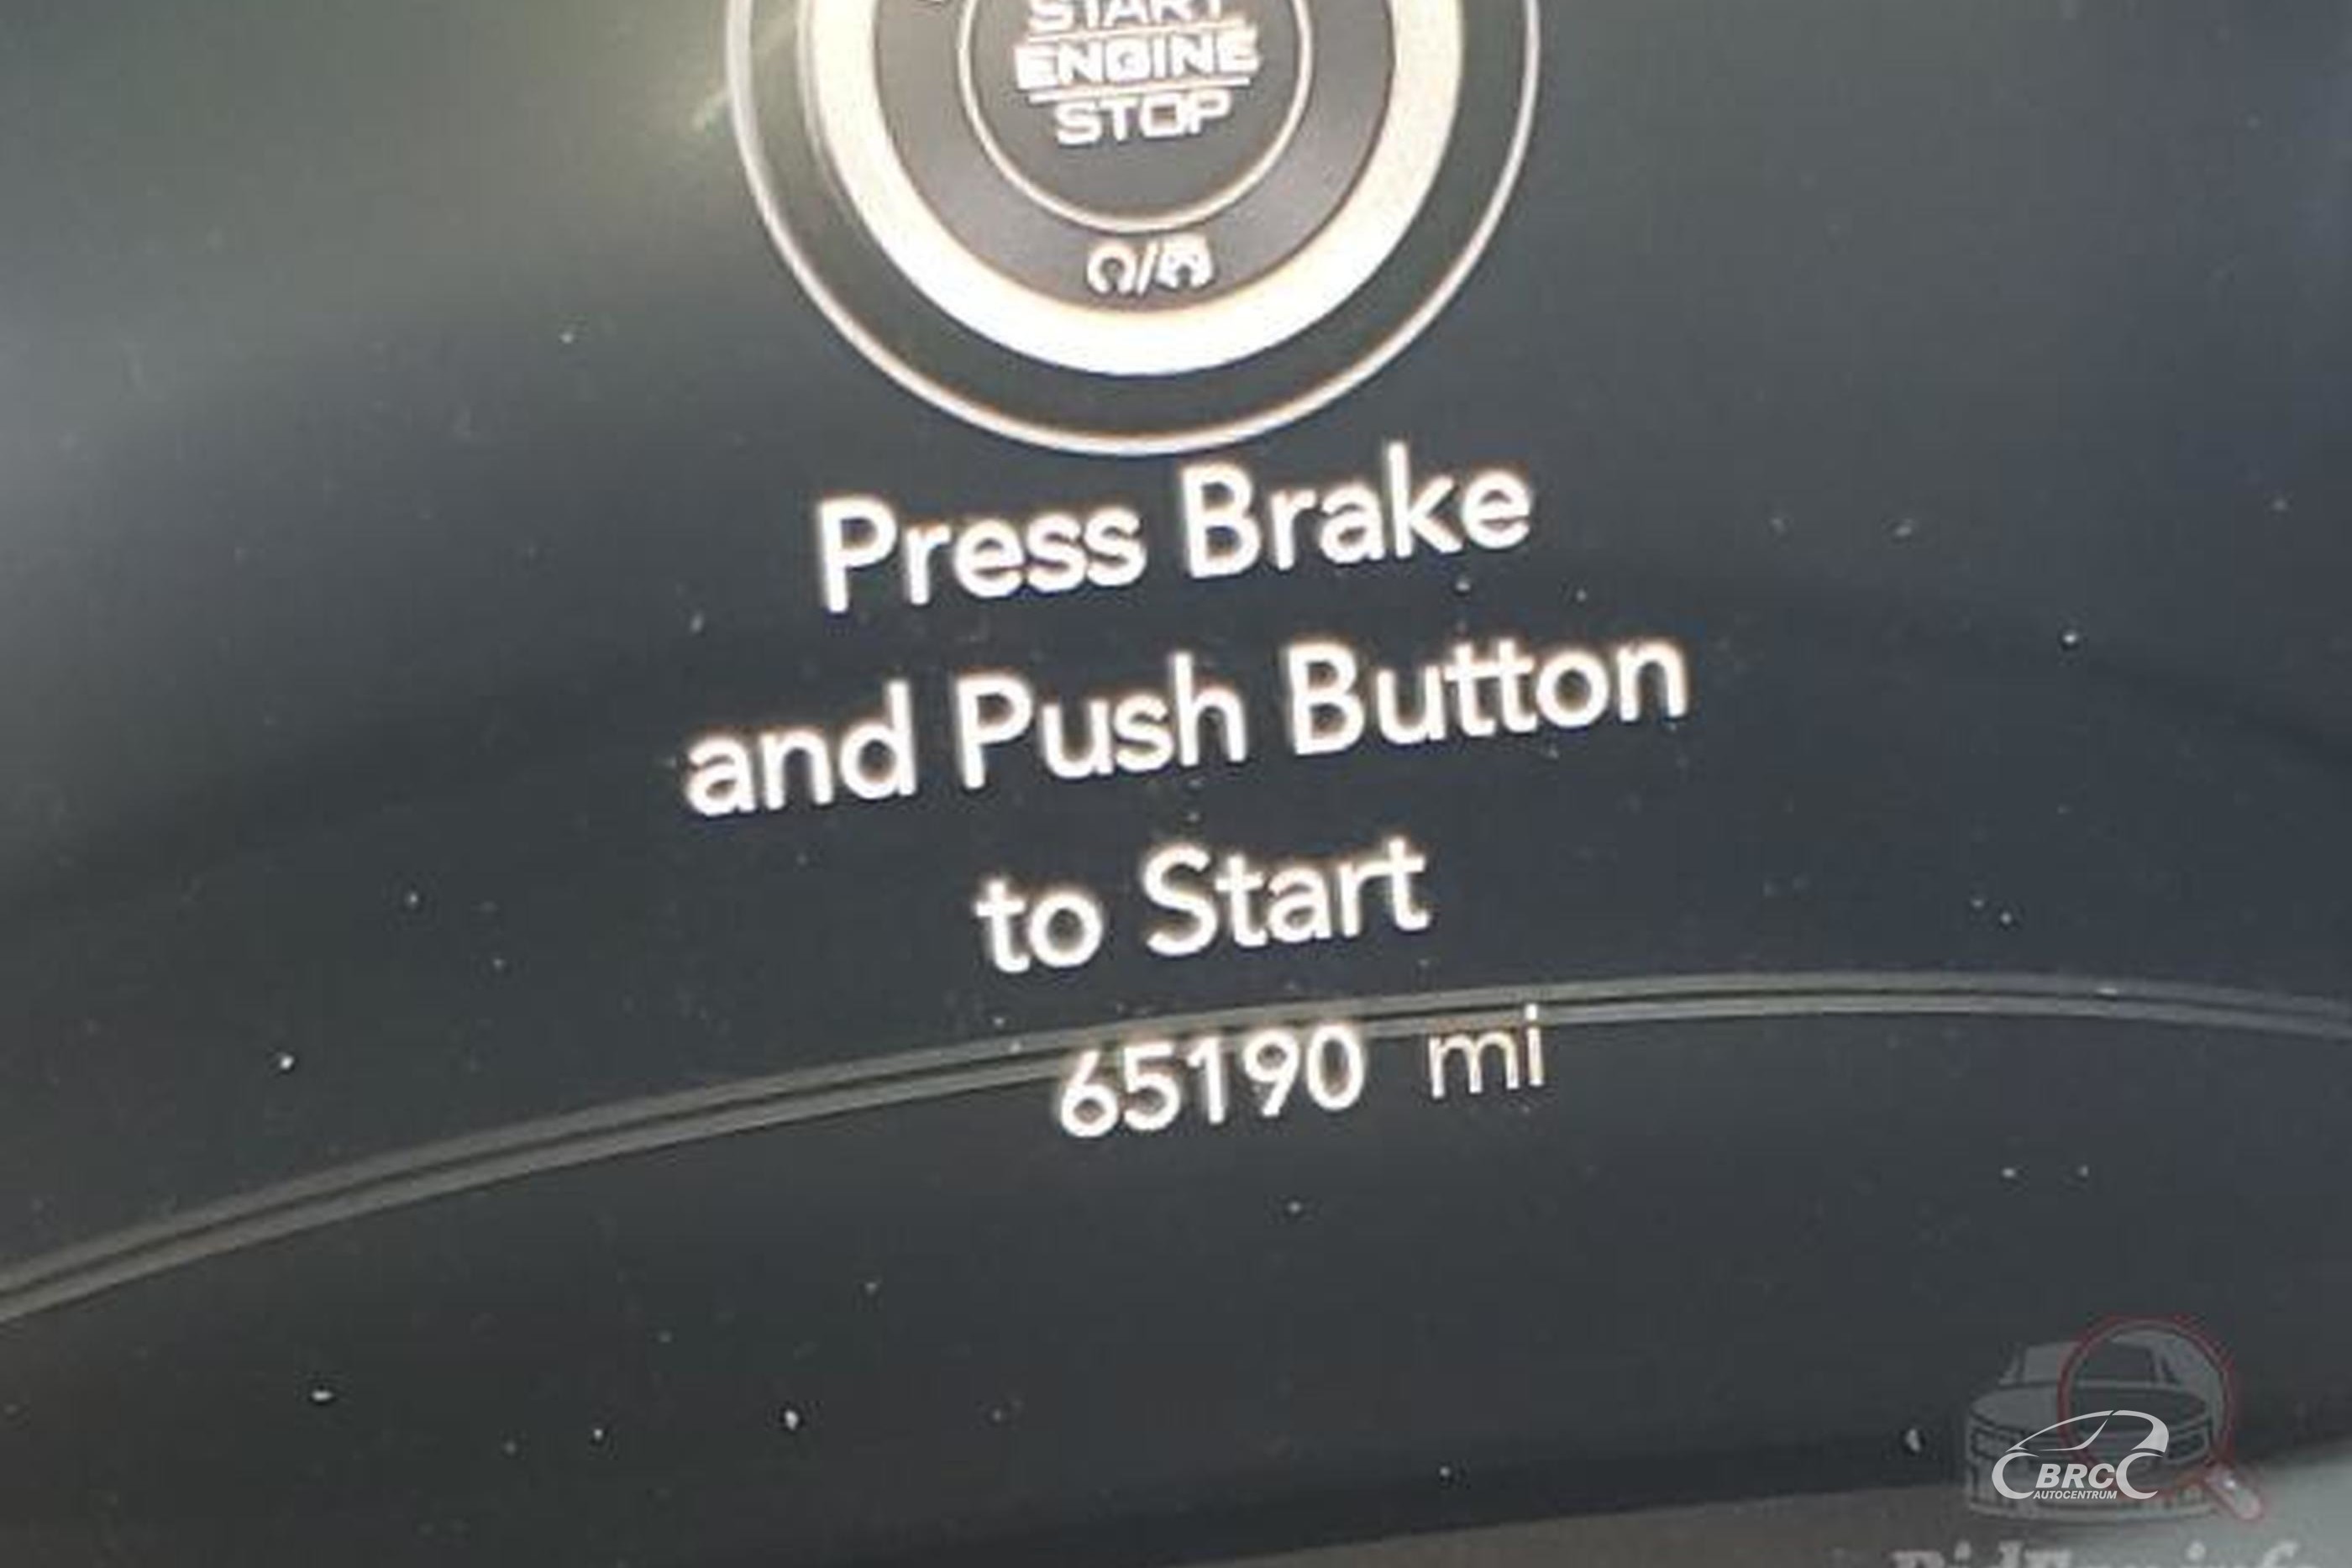 START
ENGINE
STOP
Press Brake
and Push Button
to Start
65190 mi
BRC
AUTOCENTRUM